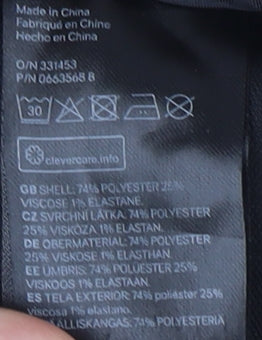 Made in China
Fabriqué en Chine
Hecho en China
O/N 331453
P/N 0663568 B
30
clevercare.info
GB SHELL: 74% POLYESTER 25%
VISCOSE 1% ELASTANE.
CZ SVRCHNÍ LÁTKA: 74% POLYESTER
25% VISKÓZA 1% ELASTAN.
DE OBERMATERIAL: 74% POLYESTER
25% VISKOSE 1% ELASTHAN.
EE ÜMBRIS: 74% POLÜESTER 25%
VISKOOS 1% ELASTAAN.
ES TELA EXTERIOR: 74% poliéster 25%
viscosa 1% elastano.
74% POLYESTERIA